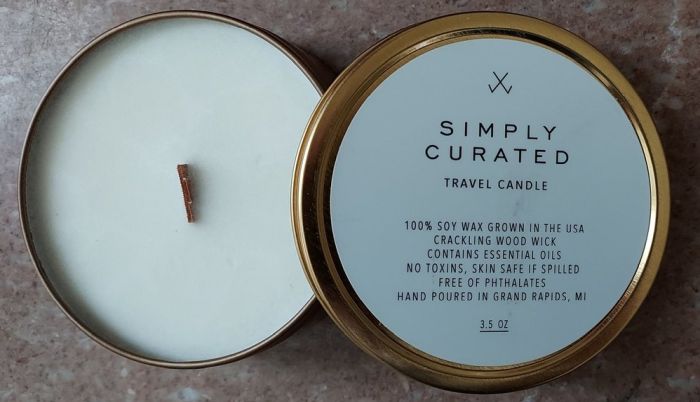 SIMPLY
CURATED
TRAVEL CANDLE
100% SOY WAX GROWN IN THE USA
CRACKLING WOOD WICK
CONTAINS ESSENTIAL OILS
NO TOXINS, SKIN SAFE IF SPILLED
FREE OF PHTHALATES
HAND POURED IN GRAND RAPIDS, MI
3.5 OZ